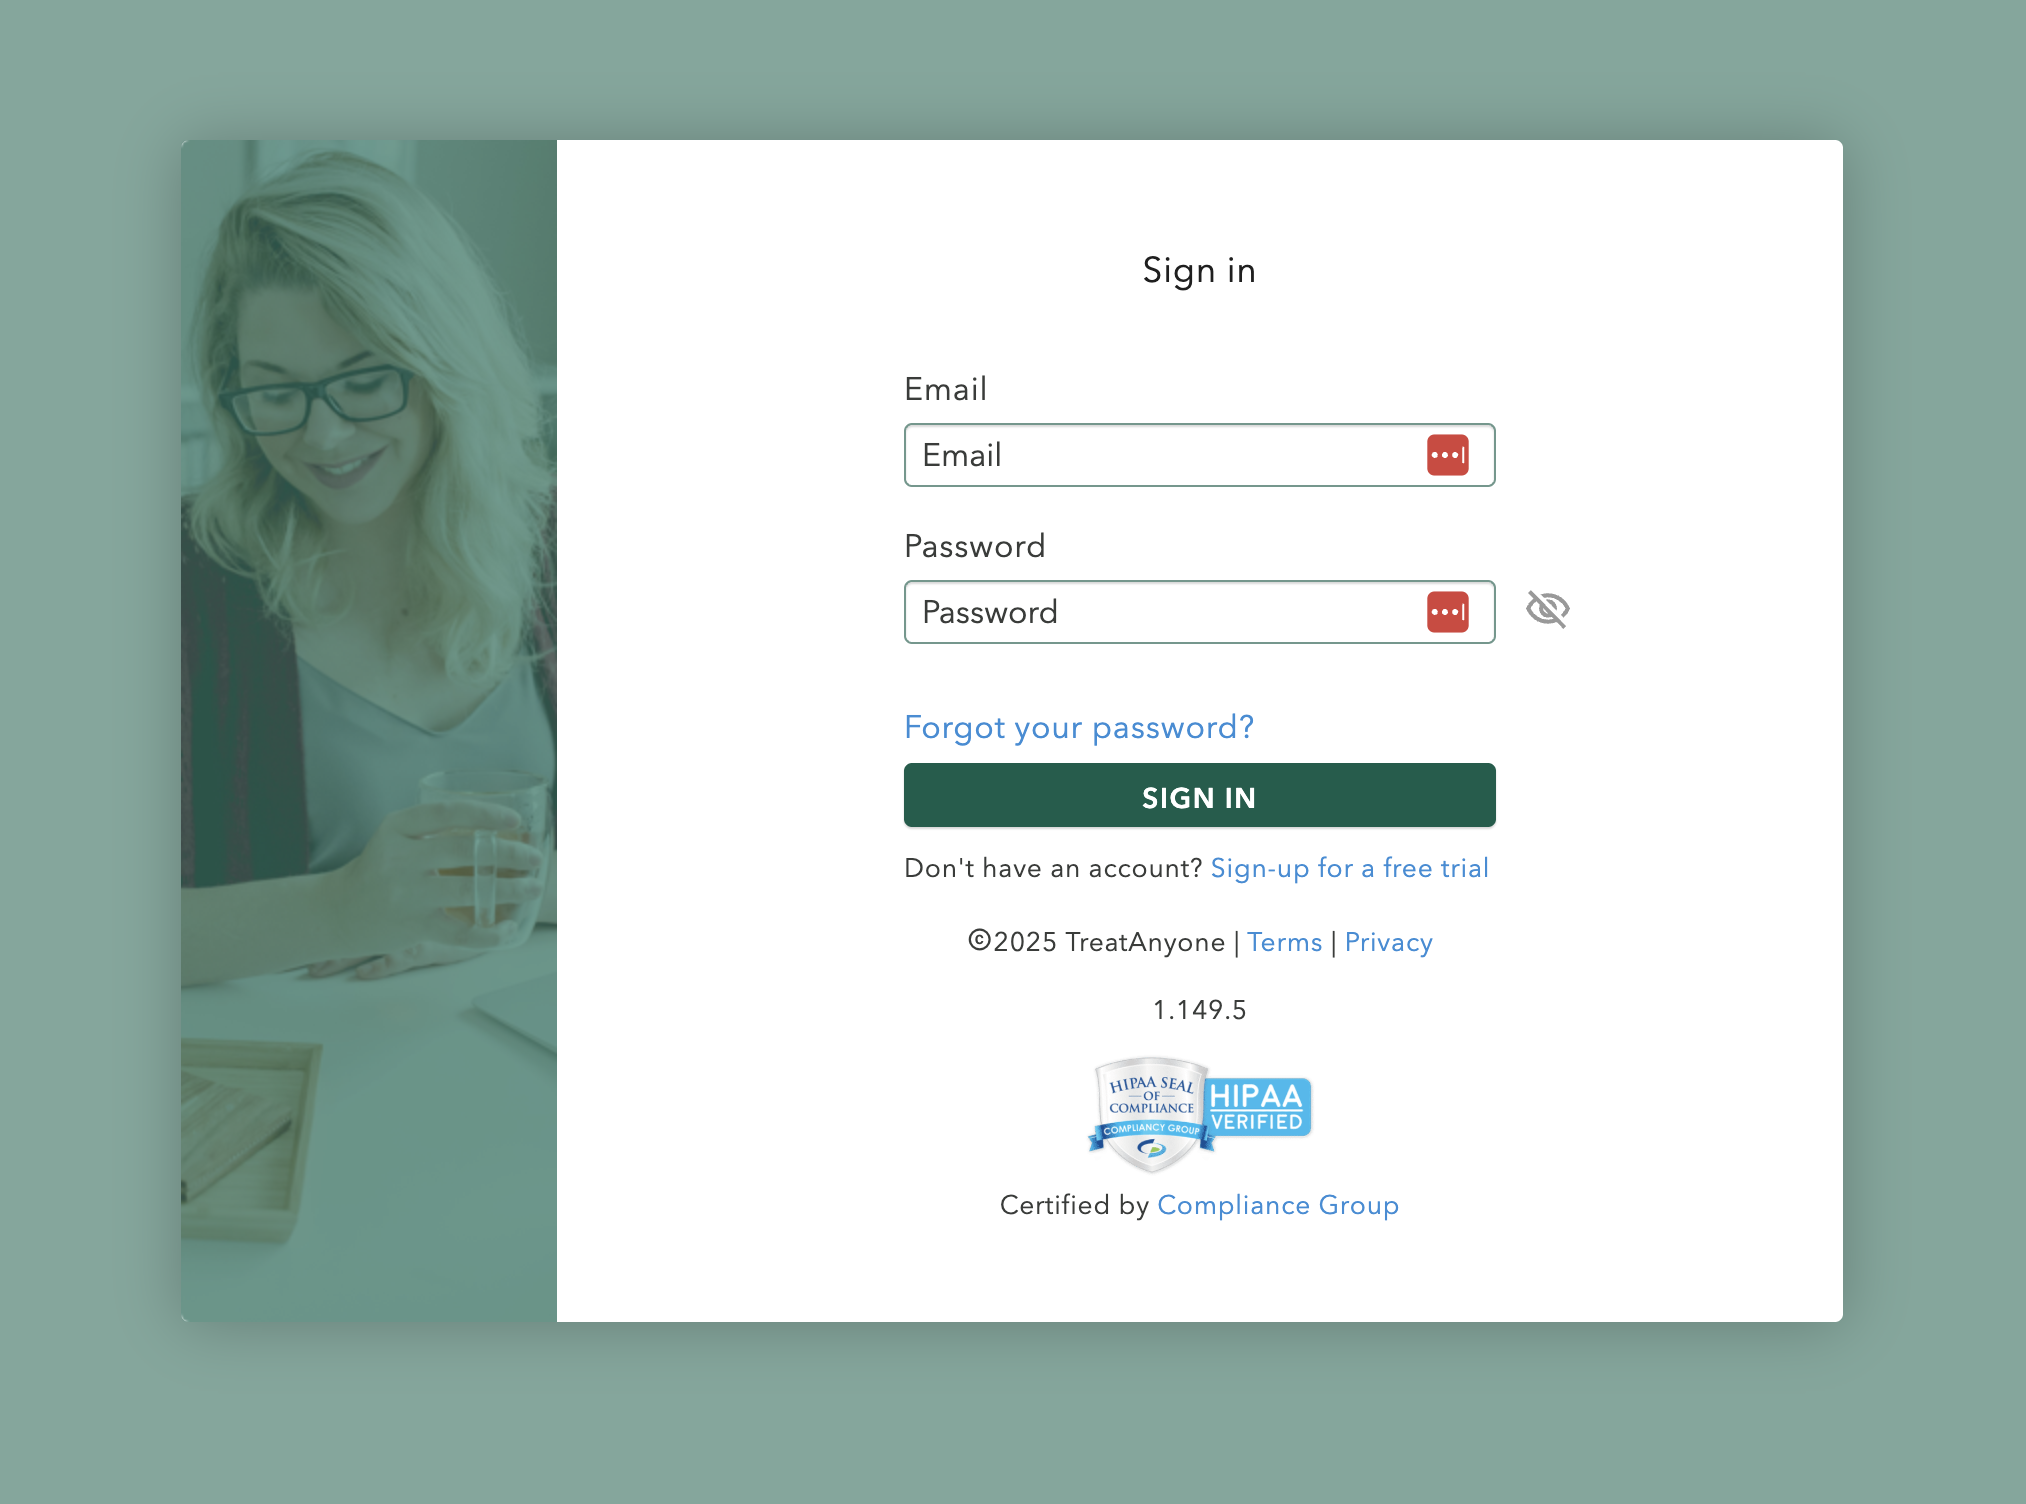 Sign in
Email
Email
Password
Password
Forgot your password?
SIGN IN
Don't have an account? Sign-up for a free trial
©2025 TreatAnyone | Terms | Privacy
1.149.5
HIPAA SEAL
OF
COMPLIANCE
COMPLIANCY GROUP
HIPAA
VERIFIED
Certified by Compliance Group